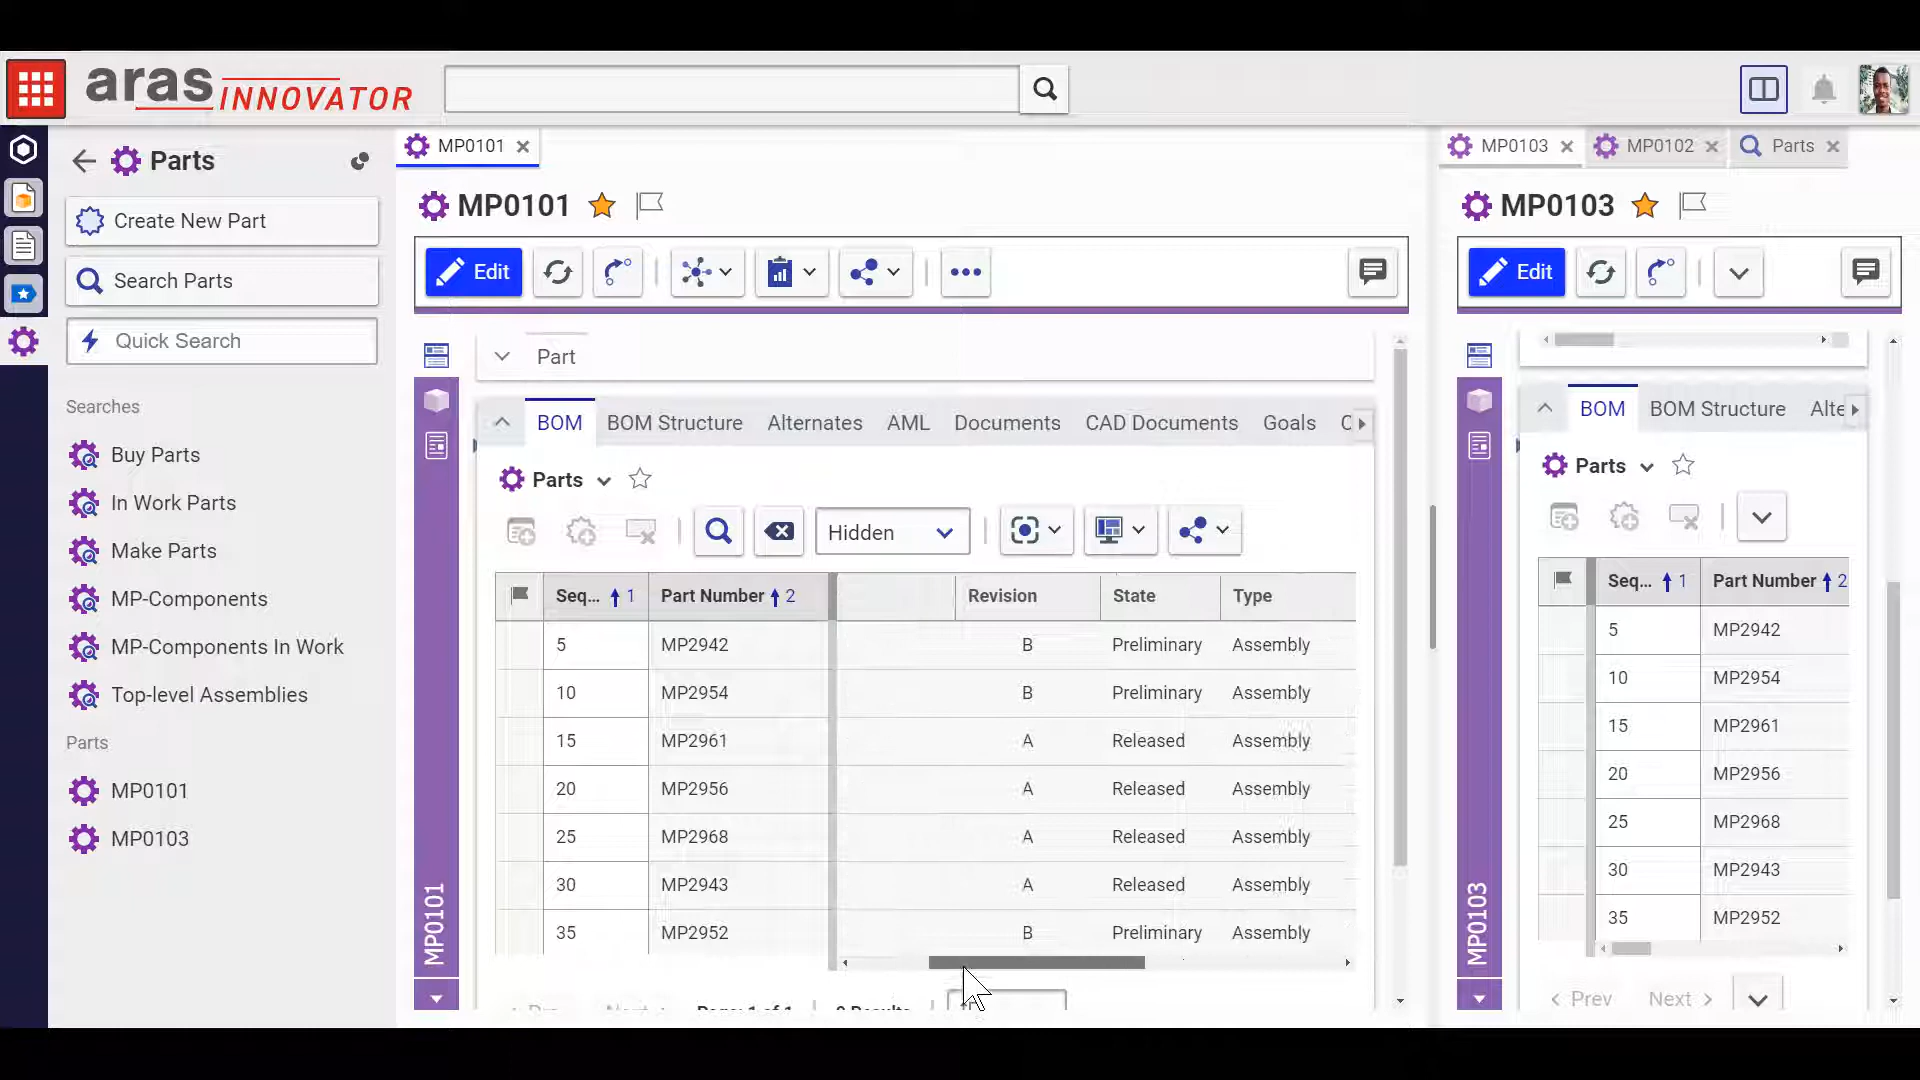 aras INNOVATOR
Parts
Create New Part
Search Parts
Quick Search
Searches
Buy Parts
In Work Parts
Make Parts
MP-Components
MP-Components In Work
Top-level Assemblies
Parts
MP0101
MP0103
MP0101
MP0101
Edit
Part
BOM BOM Structure Alternates AML Documents CAD Documents Goals
Parts
Hidden
Seq... 1 Part Number 2 Revision State Type
5 MP2942 B Preliminary Assembly
10 MP2954 B Preliminary Assembly
15 MP2961 A Released Assembly
20 MP2956 A Released Assembly
25 MP2968 A Released Assembly
30 MP2943 A Released Assembly
35 MP2952 B Preliminary Assembly
MP0101
MP0103 MP0102 Parts
MP0103
Edit
BOM BOM Structure Alte
Parts
Seq... 1 Part Number 2
5 MP2942
10 MP2954
15 MP2961
20 MP2956
25 MP2968
30 MP2943
35 MP2952
Prev Next
MP0103